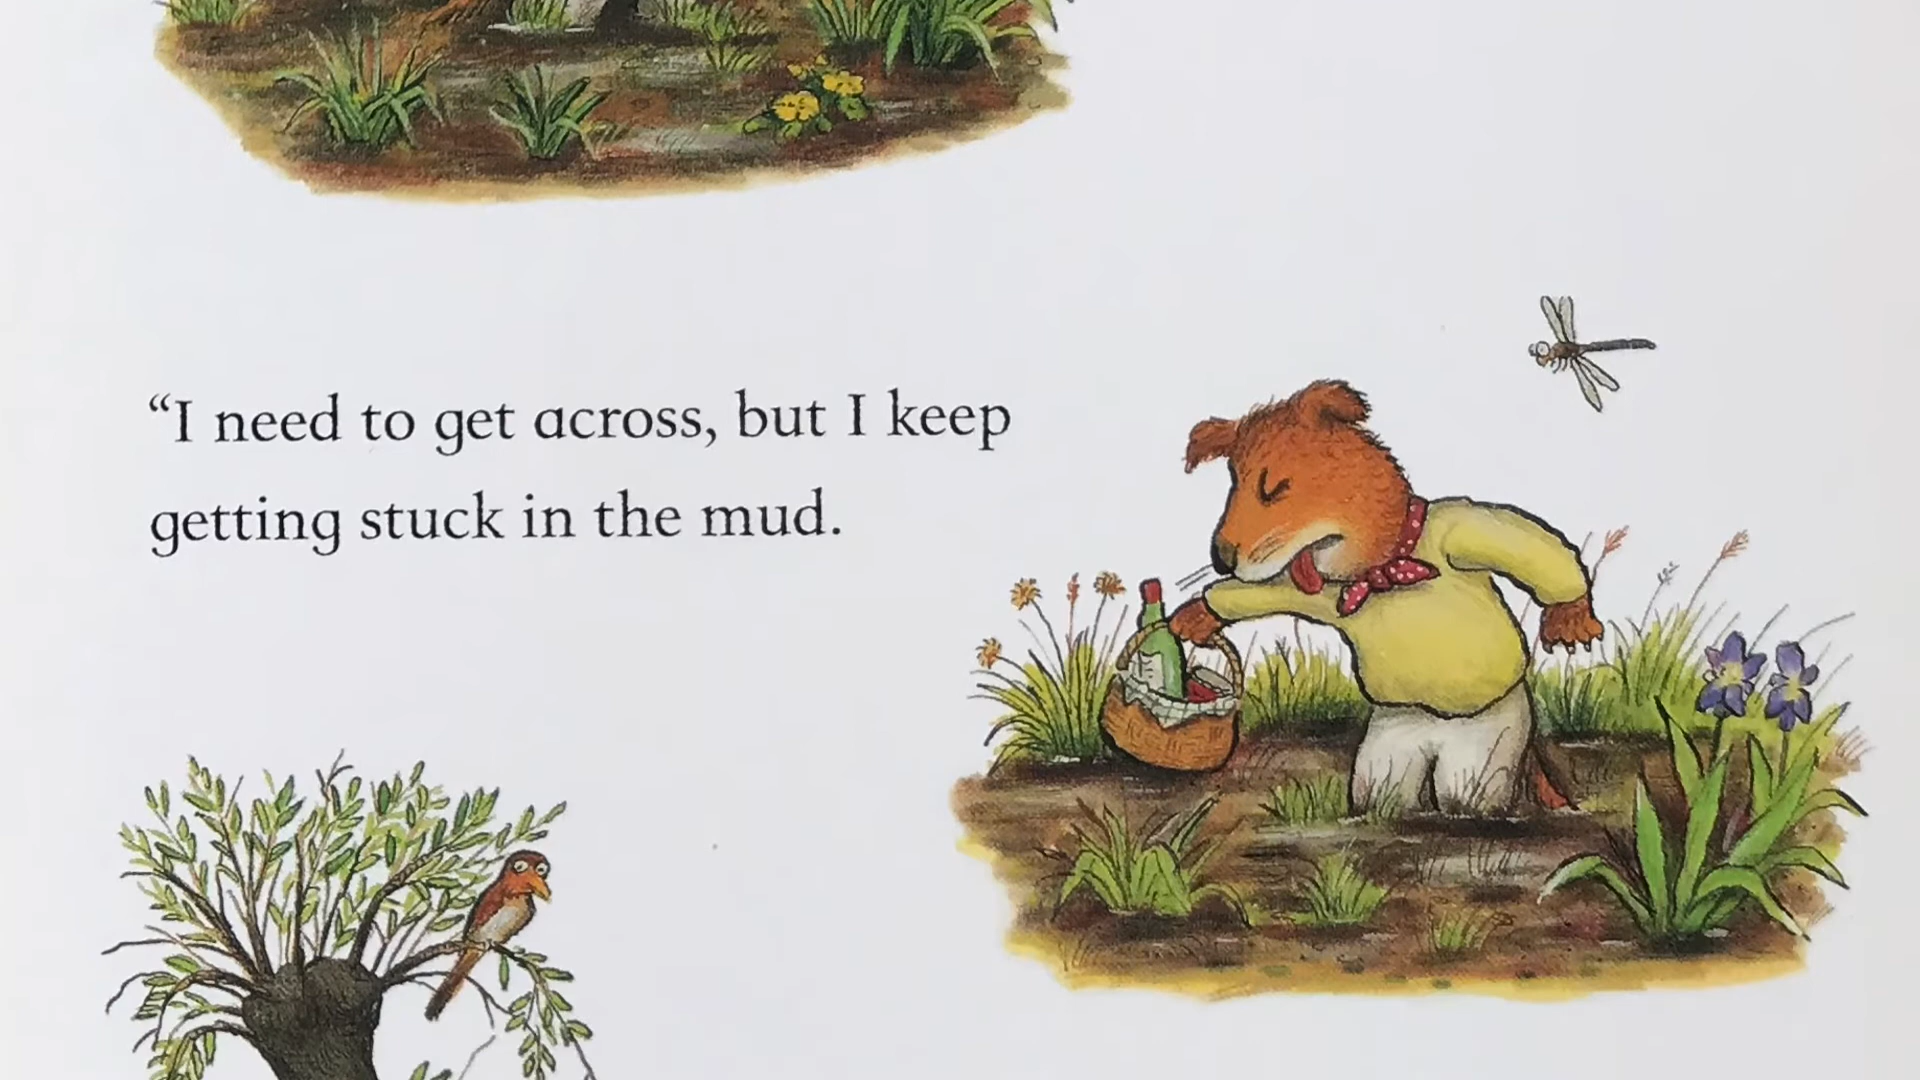 “I need to get across, but I keep
getting stuck in the mud.